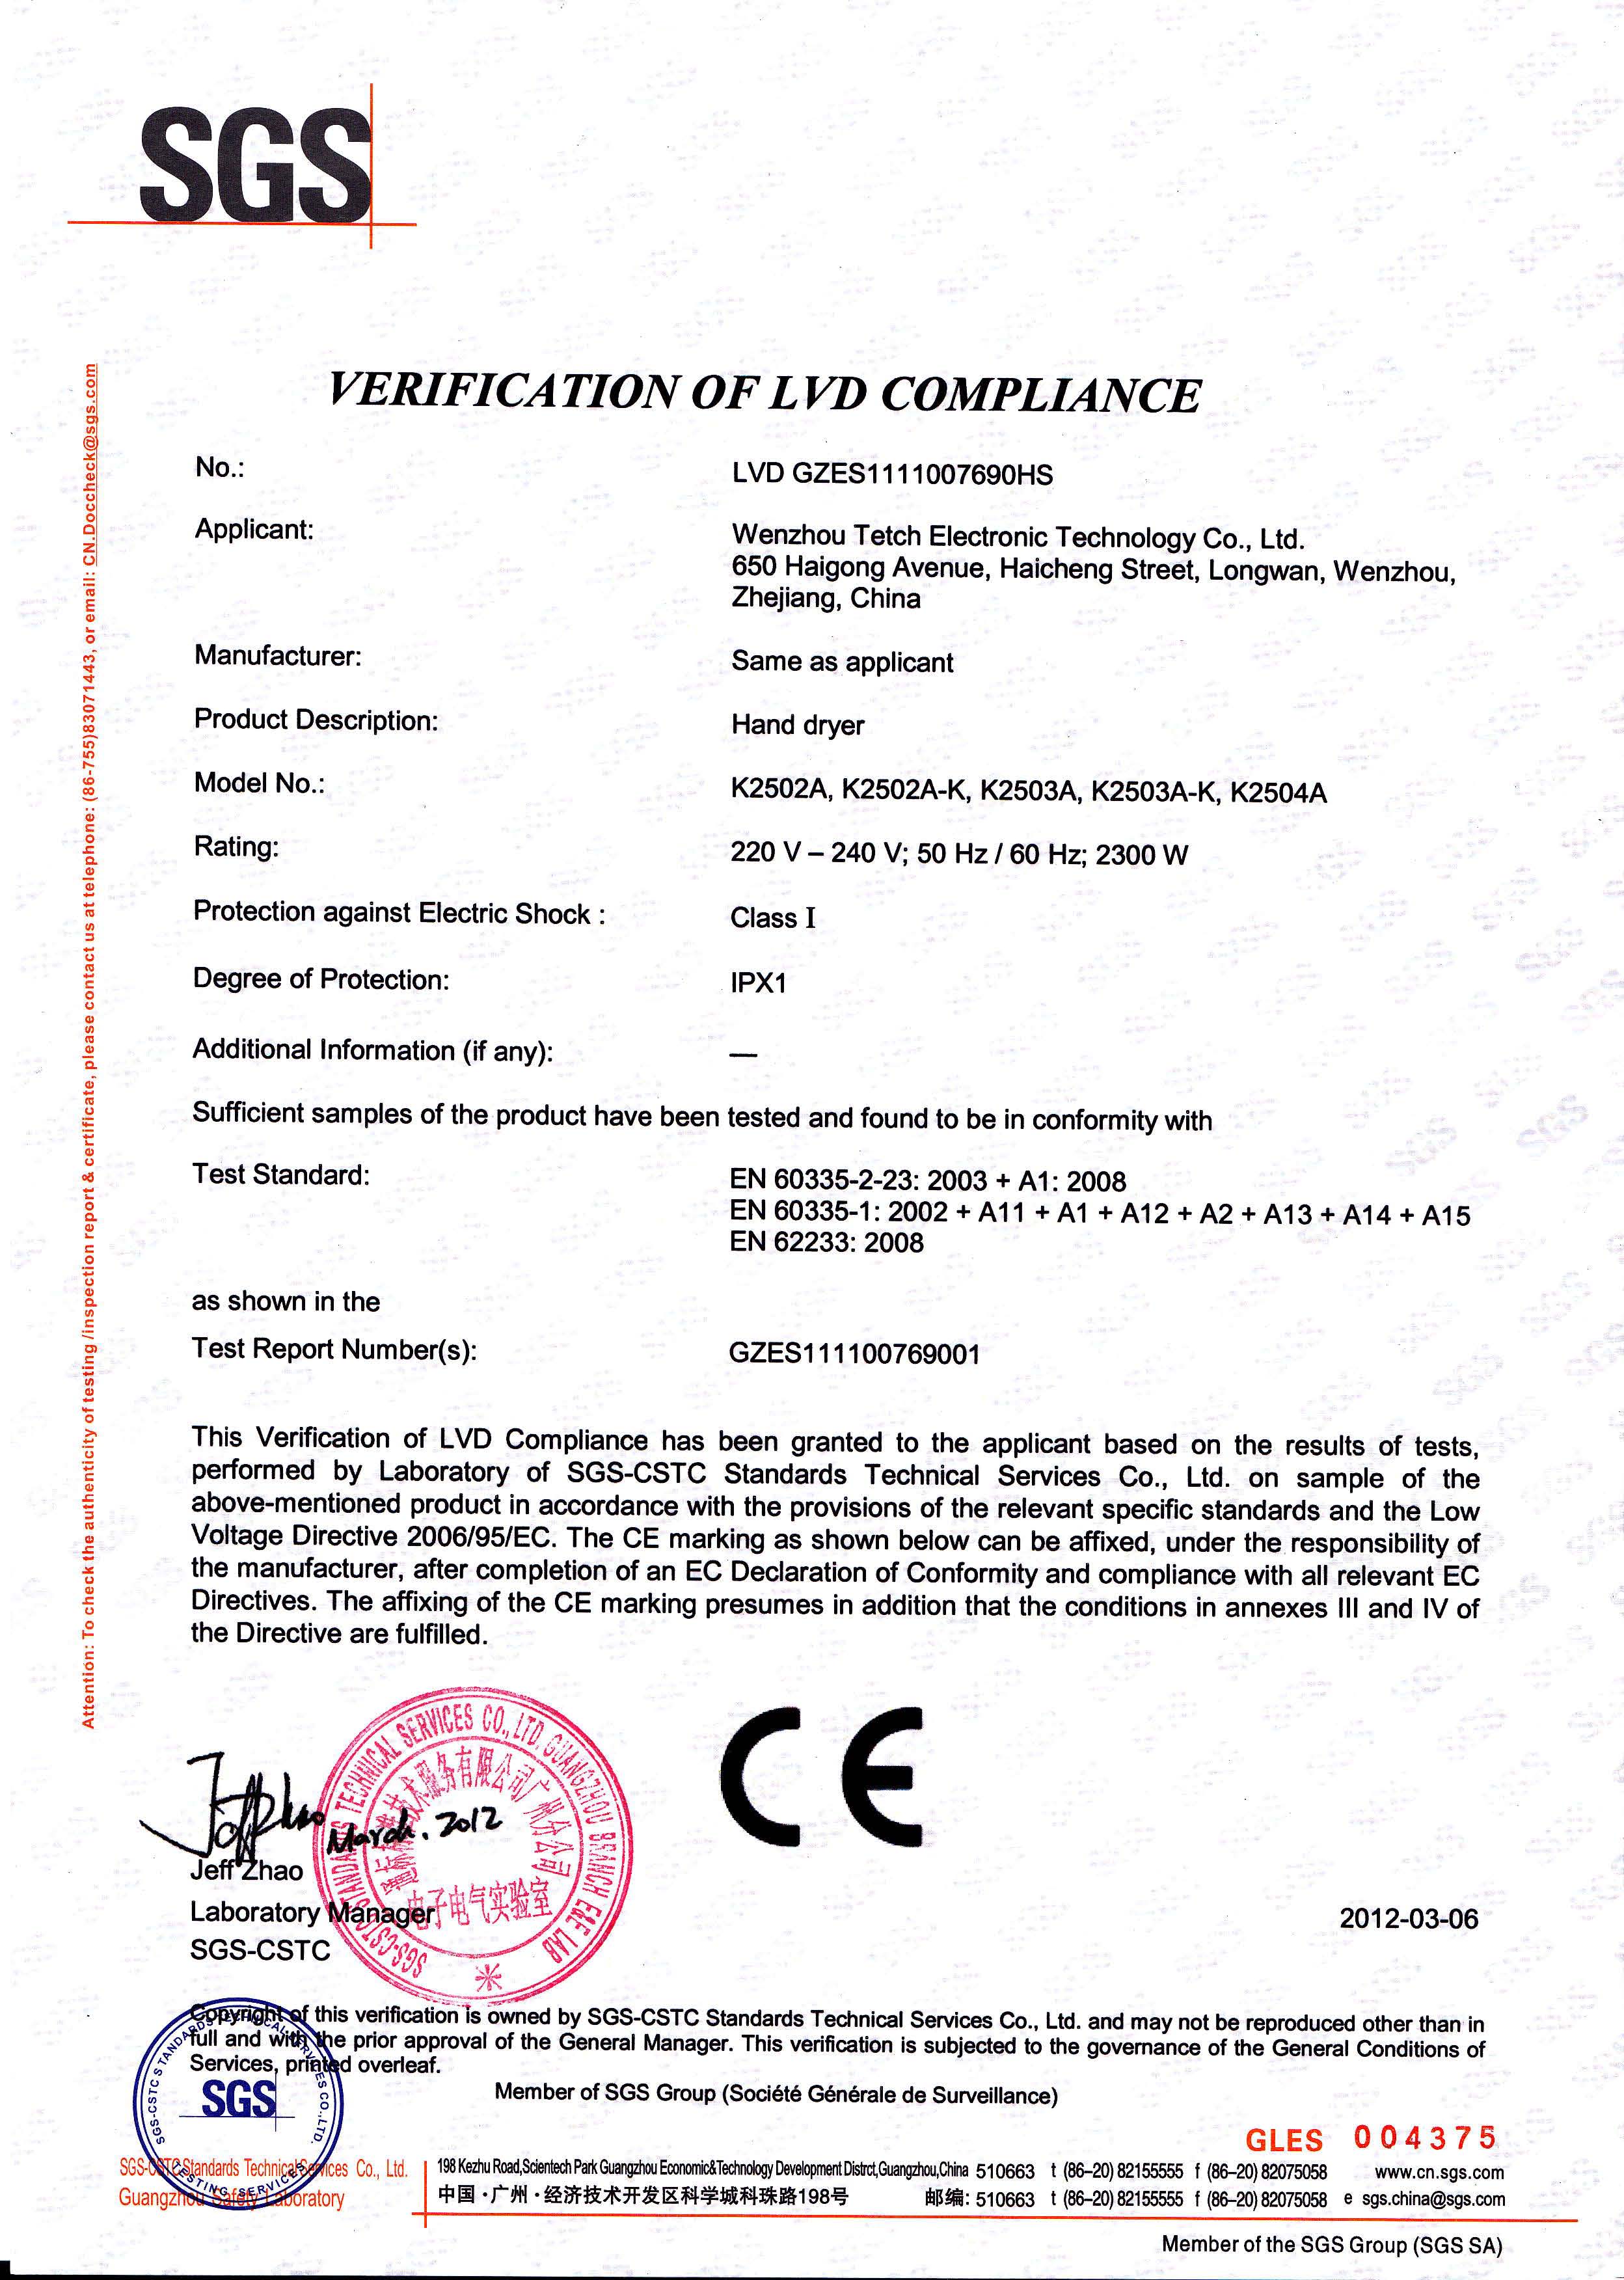 SGS
VERIFICATION OF LVD COMPLIANCE
No.: LVD GZES1111007690HS
Applicant: Wenzhou Tetch Electronic Technology Co., Ltd.
650 Haigong Avenue, Haicheng Street, Longwan, Wenzhou,
Zhejiang, China
Manufacturer: Same as applicant
Product Description: Hand dryer
Model No.: K2502A, K2502A-K, K2503A, K2503A-K, K2504A
Rating: 220 V – 240 V; 50 Hz / 60 Hz; 2300 W
Protection against Electric Shock : Class I
Degree of Protection: IPX1
Additional Information (if any): —
Sufficient samples of the product have been tested and found to be in conformity with
Test Standard: EN 60335-2-23: 2003 + A1: 2008
EN 60335-1: 2002 + A11 + A1 + A12 + A2 + A13 + A14 + A15
EN 62233: 2008
as shown in the
Test Report Number(s): GZES111100769001
This Verification of LVD Compliance has been granted to the applicant based on the results of tests,
performed by Laboratory of SGS-CSTC Standards Technical Services Co., Ltd. on sample of the
above-mentioned product in accordance with the provisions of the relevant specific standards and the Low
Voltage Directive 2006/95/EC. The CE marking as shown below can be affixed, under the responsibility of
the manufacturer, after completion of an EC Declaration of Conformity and compliance with all relevant EC
Directives. The affixing of the CE marking presumes in addition that the conditions in annexes III and IV of
the Directive are fulfilled.
CE
March. 2012
Jeff Zhao
Laboratory Manager
SGS-CSTC
2012-03-06
SGS-CSTC STANDARDS TECHNICAL SERVICES CO., LTD. GUANGZHOU BRANCH E&E LAB
技术服务有限公司广州分公司
电子电气实验室
Copyright of this verification is owned by SGS-CSTC Standards Technical Services Co., Ltd. and may not be reproduced other than in
full and with the prior approval of the General Manager. This verification is subjected to the governance of the General Conditions of
Services, printed overleaf.
Member of SGS Group (Société Générale de Surveillance)
SGS-CSTC STANDARDS TECHNICAL SERVICES CO., LTD.
SGS
TESTING SERVICES
GLES 004375
SGS-CSTC Standards Technical Services Co., Ltd.
Guangzhou Safety Laboratory
198 Kezhu Road,Scientech Park Guangzhou Economic&Technology Development District,Guangzhou,China 510663 t (86–20) 82155555 f (86–20) 82075058 www.cn.sgs.com
中国·广州·经济技术开发区科学城科珠路198号 邮编: 510663 t (86–20) 82155555 f (86–20) 82075058 e sgs.china@sgs.com
Member of the SGS Group (SGS SA)
Attention: To check the authenticity of testing /inspection report & certificate, please contact us at telephone: (86-755)83071443, or email: CN.Doccheck@sgs.com